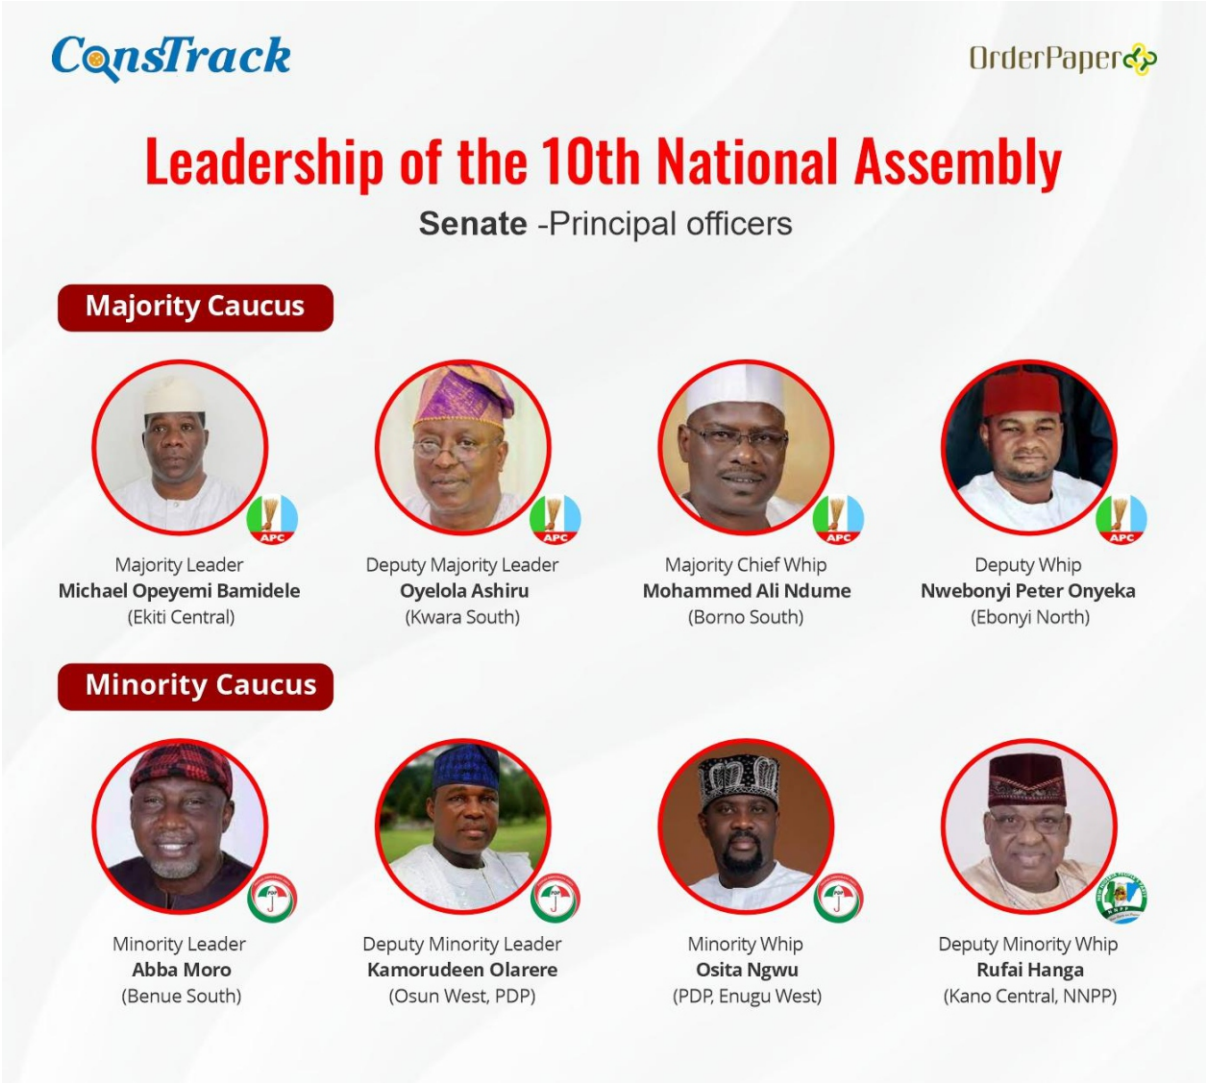 ConsTrack
OrderPaper
Leadership of the 10th National Assembly
Senate -Principal officers
Majority Caucus
APC
APC
APC
APC
Majority Leader
Michael Opeyemi Bamidele
(Ekiti Central)
Deputy Majority Leader
Oyelola Ashiru
(Kwara South)
Majority Chief Whip
Mohammed Ali Ndume
(Borno South)
Deputy Whip
Nwebonyi Peter Onyeka
(Ebonyi North)
Minority Caucus
PDP
PDP
PDP
NNPP
Minority Leader
Abba Moro
(Benue South)
Deputy Minority Leader
Kamorudeen Olarere
(Osun West, PDP)
Minority Whip
Osita Ngwu
(PDP, Enugu West)
Deputy Minority Whip
Rufai Hanga
(Kano Central, NNPP)